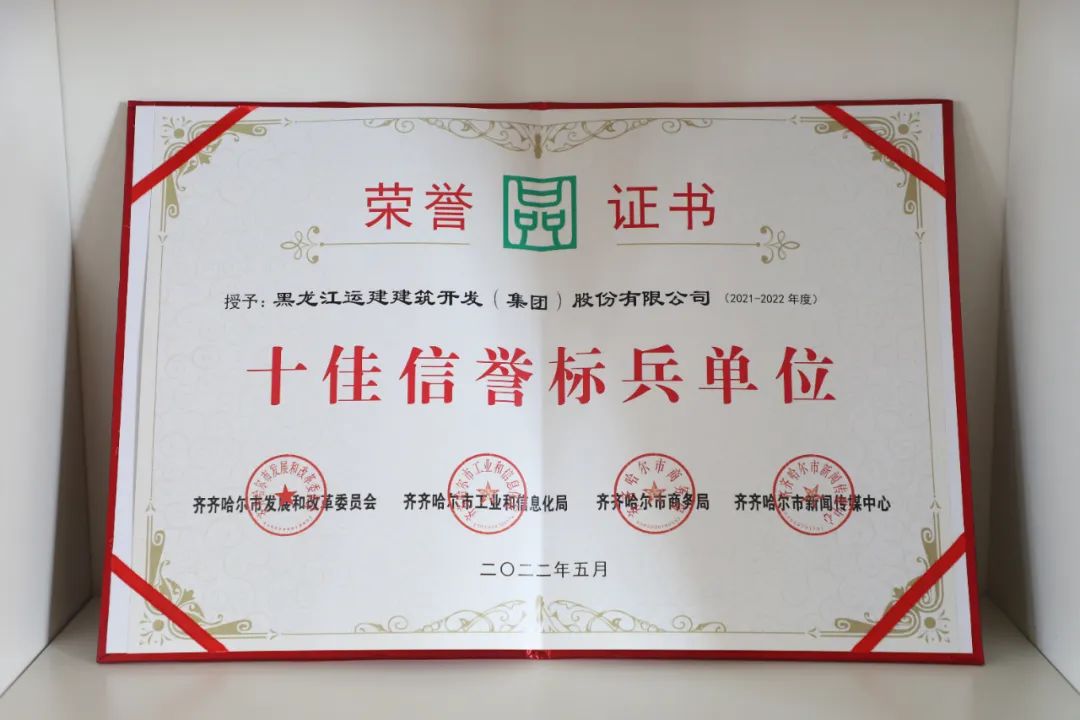 荣誉 品 证书
授予：黑龙江运建建筑开发（集团）股份有限公司（2021-2022年度）
十佳信誉标兵单位
齐齐哈尔市发展和改革委员会 齐齐哈尔市工业和信息化局 齐齐哈尔市商务局 齐齐哈尔市新闻传媒中心
二〇二二年五月